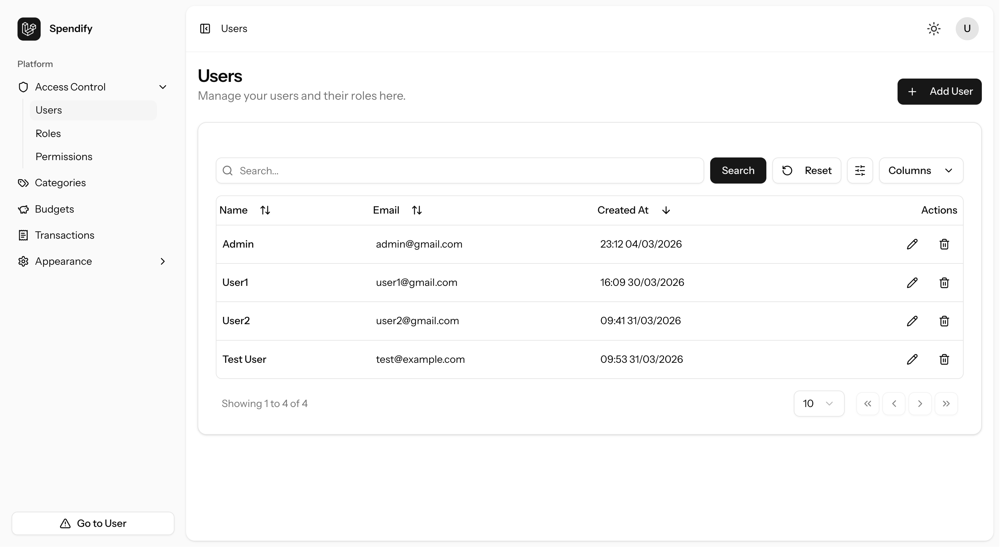 Spendify
Platform
Access Control
Users
Roles
Permissions
Categories
Budgets
Transactions
Appearance
Go to User
Users
U
Users
Manage your users and their roles here.
Add User
Search...
Search
Reset
Columns
Name Email Created At Actions
Admin admin@gmail.com 23:12 04/03/2026
User1 user1@gmail.com 16:09 30/03/2026
User2 user2@gmail.com 09:41 31/03/2026
Test User test@example.com 09:53 31/03/2026
Showing 1 to 4 of 4
10